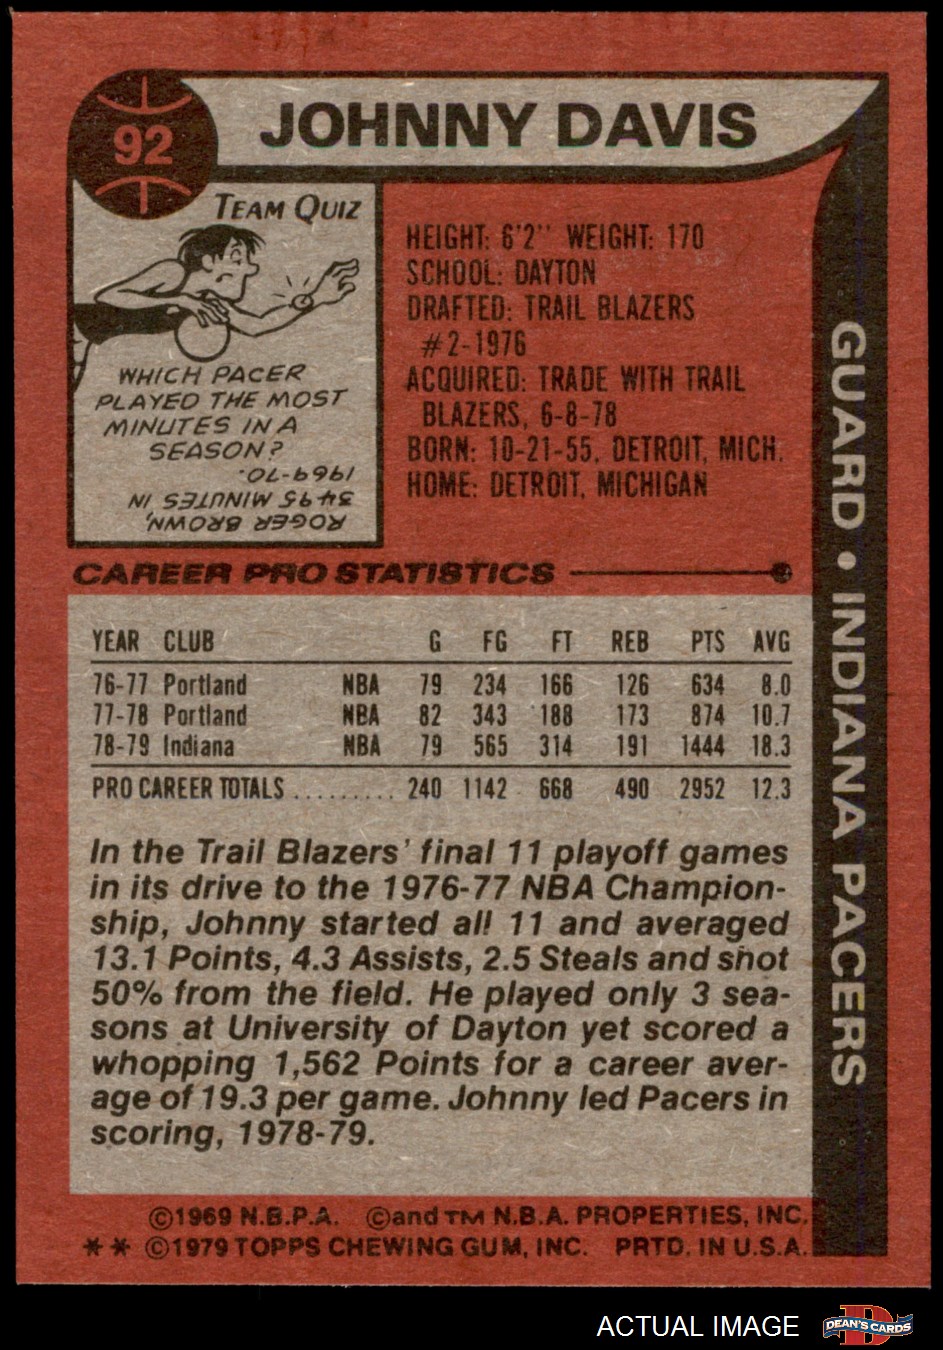 92
JOHNNY DAVIS
TEAM QUIZ
WHICH PACER
PLAYED THE MOST
MINUTES IN A
SEASON?
ROGER BROWN,
3495 MINUTES IN
1969-70.
HEIGHT: 6'2" WEIGHT: 170
SCHOOL: DAYTON
DRAFTED: TRAIL BLAZERS
#2-1976
ACQUIRED: TRADE WITH TRAIL
BLAZERS, 6-8-78
BORN: 10-21-55, DETROIT, MICH.
HOME: DETROIT, MICHIGAN
GUARD • INDIANA PACERS
CAREER PRO STATISTICS
YEAR CLUB G FG FT REB PTS AVG
76-77 Portland NBA 79 234 166 126 634 8.0
77-78 Portland NBA 82 343 188 173 874 10.7
78-79 Indiana NBA 79 565 314 191 1444 18.3
PRO CAREER TOTALS ......... 240 1142 668 490 2952 12.3
In the Trail Blazers' final 11 playoff games
in its drive to the 1976-77 NBA Champion-
ship, Johnny started all 11 and averaged
13.1 Points, 4.3 Assists, 2.5 Steals and shot
50% from the field. He played only 3 sea-
sons at University of Dayton yet scored a
whopping 1,562 Points for a career aver-
age of 19.3 per game. Johnny led Pacers in
scoring, 1978-79.
©1969 N.B.P.A. ©and TM N.B.A. PROPERTIES, INC.
** ©1979 TOPPS CHEWING GUM, INC. PRTD. IN U.S.A.
ACTUAL IMAGE
DEAN'S CARDS